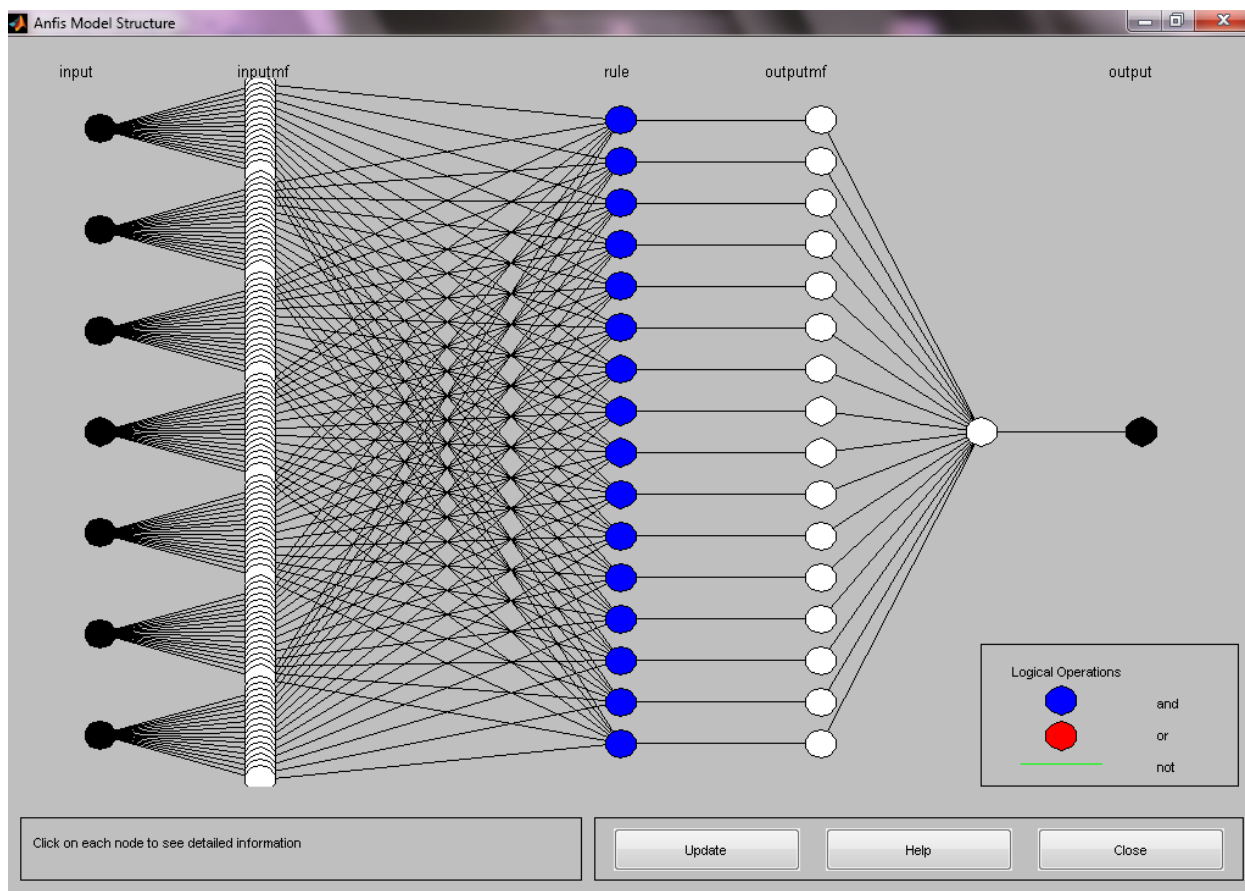 Anfis Model Structure
input inputmf rule outputmf output
Logical Operations
and
or
not
Click on each node to see detailed information
Update Help Close